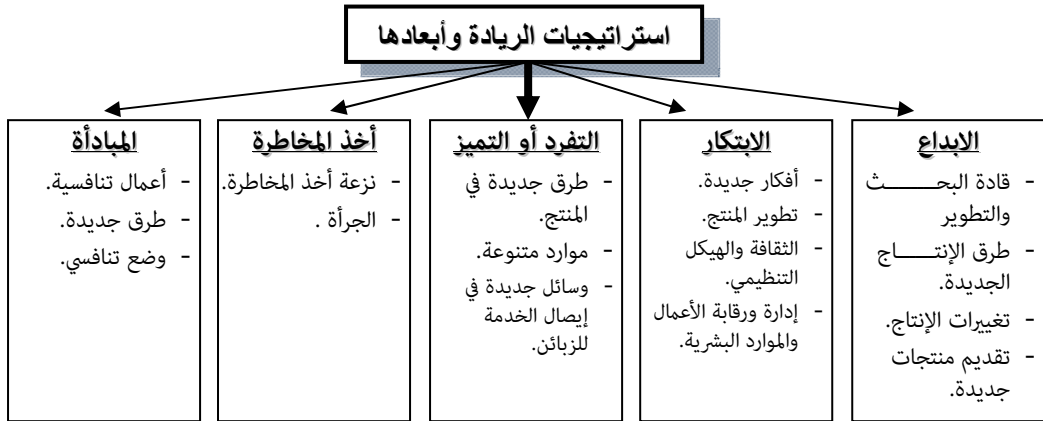 استراتيجيات الريادة وأبعادها
الابداع
- قادة البحث
والتطوير
- طرق الإنتاج
الجديدة.
- تغييرات الإنتاج.
- تقديم منتجات
جديدة.
الابتكار
- أفكار جديدة.
- تطوير المنتج.
- الثقافة والهيكل
التنظيمي.
- إدارة ورقابة الأعمال
والموارد البشرية.
التفرد أو التميز
- طرق جديدة في
المنتج.
- موارد متنوعة.
- وسائل جديدة في
إيصال الخدمة
للزبائن.
أخذ المخاطرة
- نزعة أخذ المخاطرة.
- الجرأة .
المبادأة
- أعمال تنافسية.
- طرق جديدة.
- وضع تنافسي.